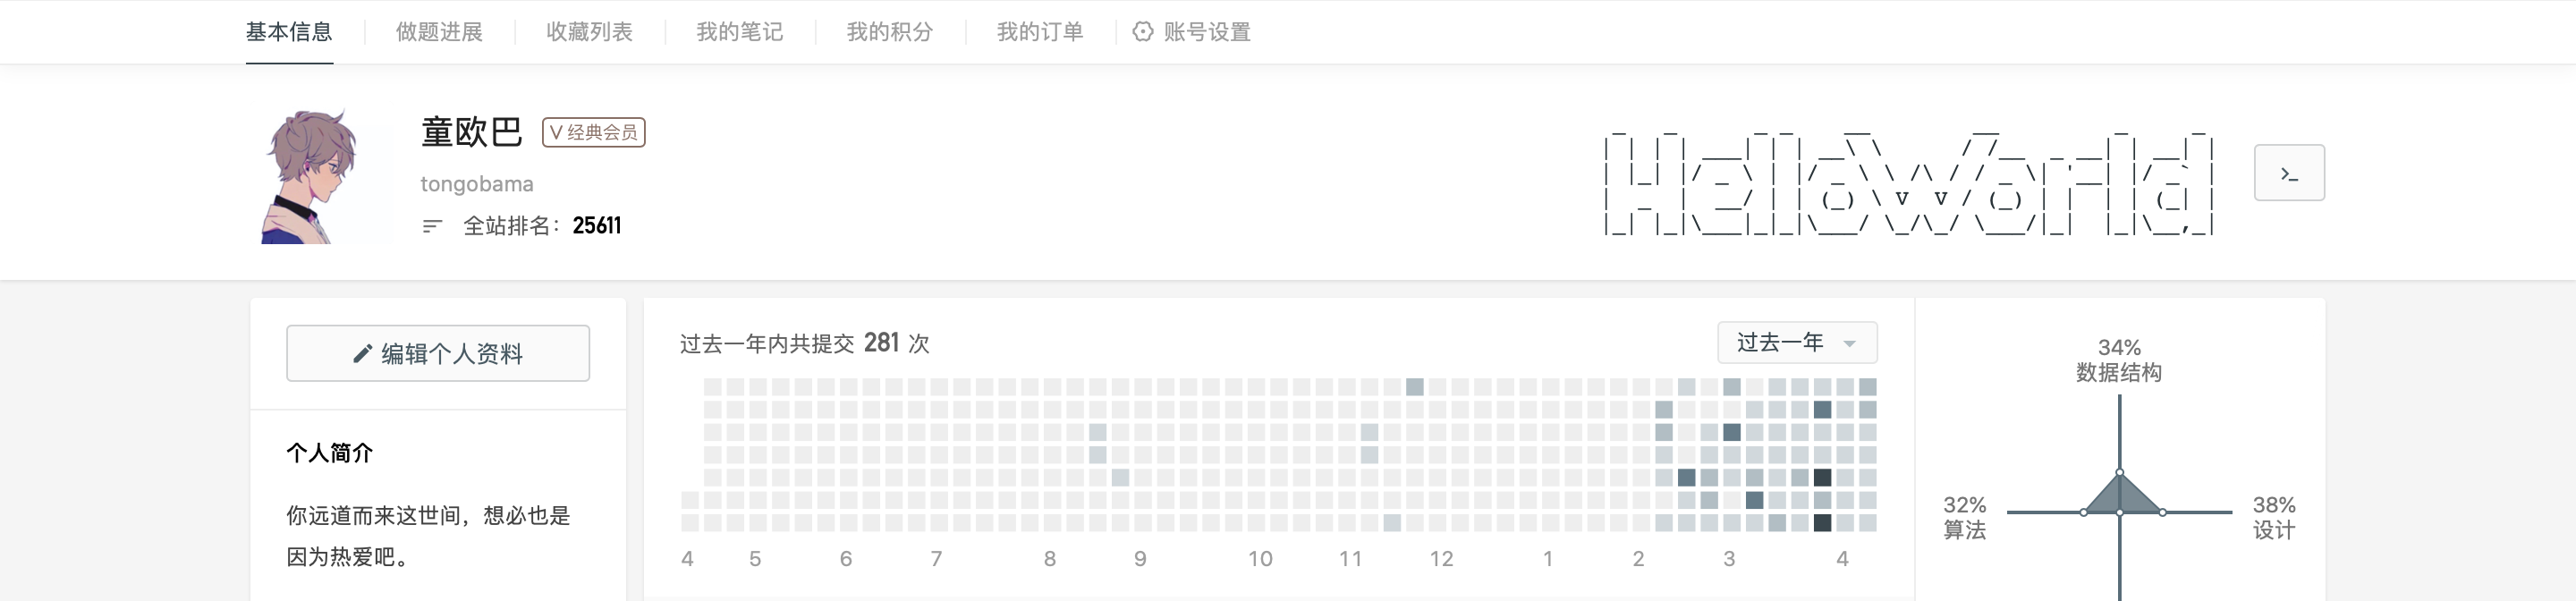 基本信息
做题进展
收藏列表
我的笔记
我的积分
我的订单
账号设置
童欧巴
V 经典会员
tongobama
全站排名：25611
HelloWorld
>_
编辑个人资料
个人简介
你远道而来这世间，想必也是
因为热爱吧。
过去一年内共提交 281 次
过去一年
4 5 6 7 8 9 10 11 12 1 2 3 4
34%
数据结构
32%
算法
38%
设计